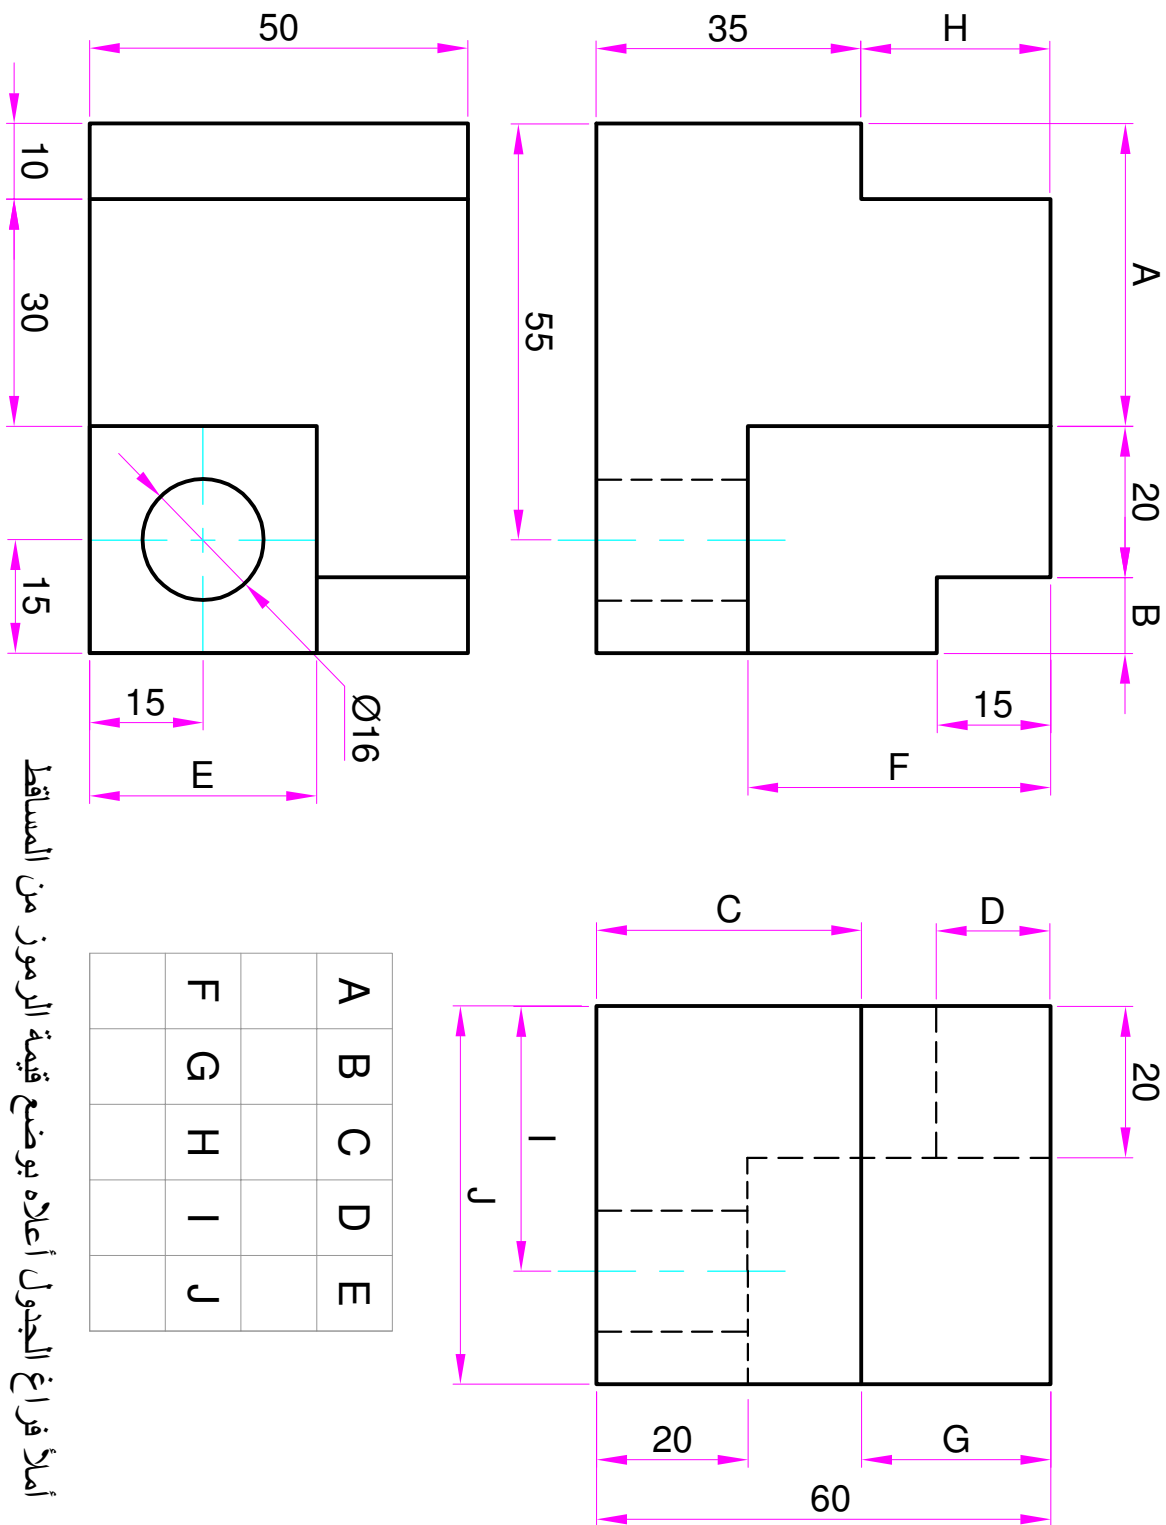 50
35
H
10
30
15
55
A
20
B
15
F
15
E
Ø16
C
D
20
I
J
20
G
60
A B C D E
F G H I J
أملأ فراغ الجدول أعلاه بوضع قيمة الرموز من المساقط